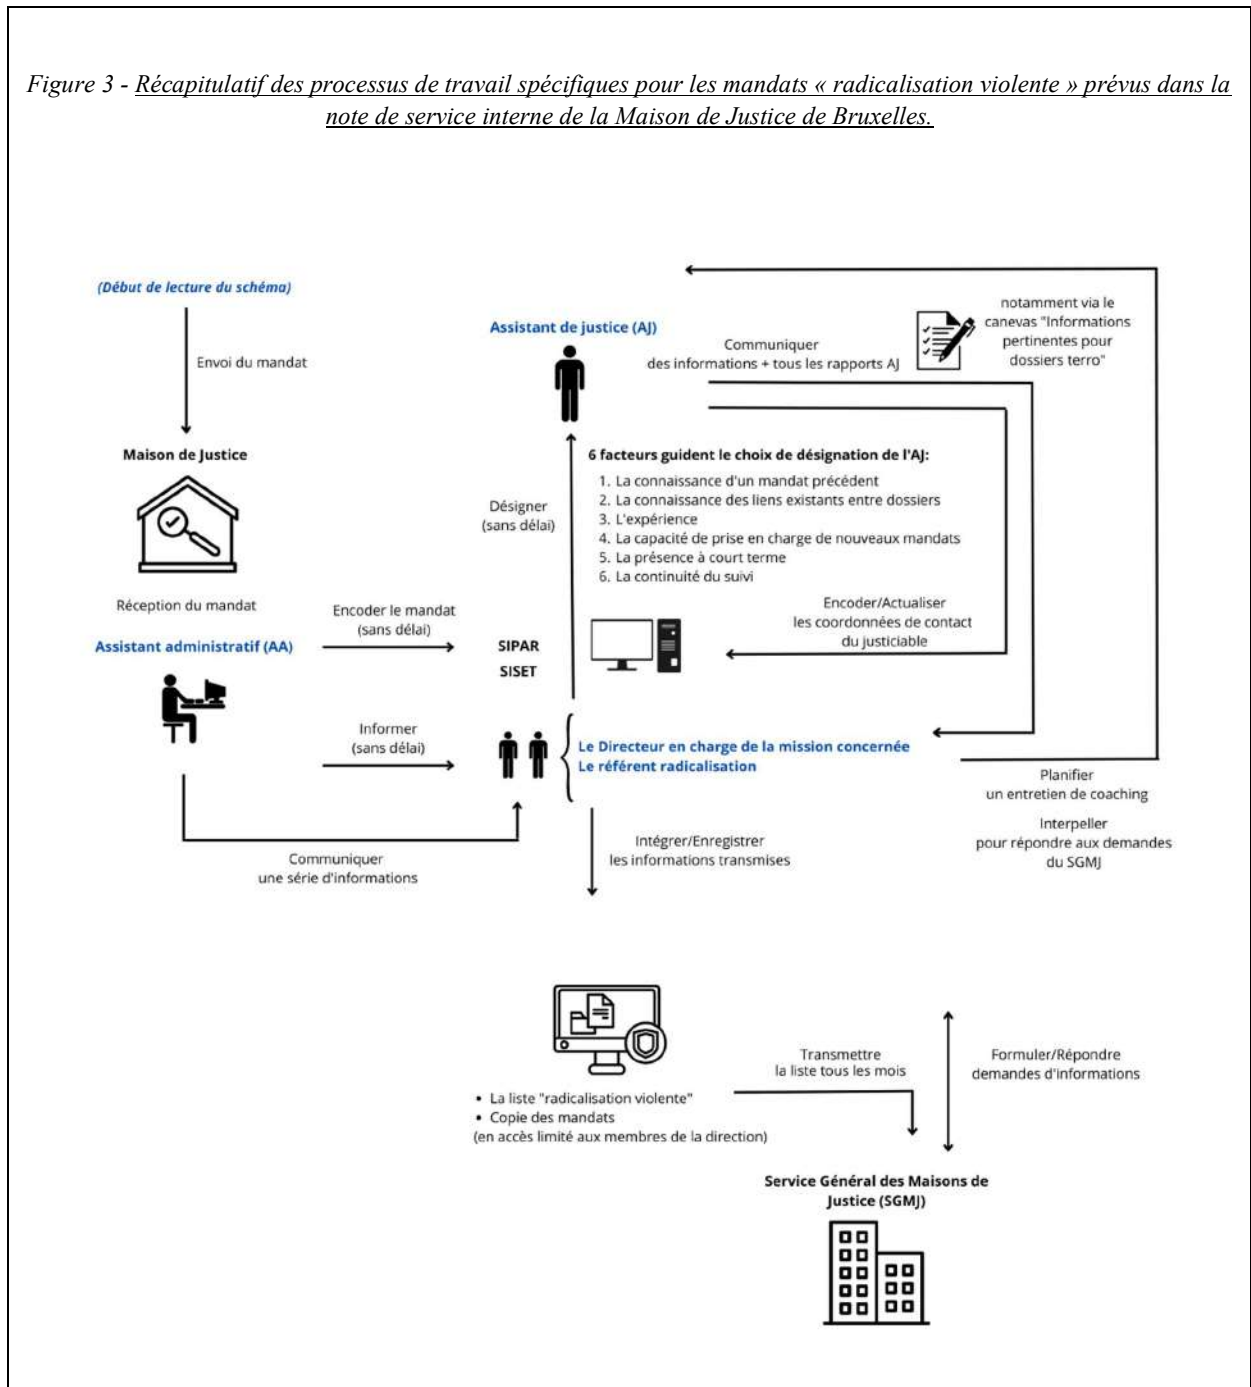 Figure 3 - Récapitulatif des processus de travail spécifiques pour les mandats « radicalisation violente » prévus dans la
note de service interne de la Maison de Justice de Bruxelles.
(Début de lecture du schéma)
Envoi du mandat
Maison de Justice
Réception du mandat
Assistant administratif (AA)
Encoder le mandat
(sans délai)
SIPAR
SISET
Informer
(sans délai)
Communiquer
une série d'informations
Le Directeur en charge de la mission concernée
Le référent radicalisation
Désigner
(sans délai)
Assistant de justice (AJ)
6 facteurs guident le choix de désignation de l'AJ:
1. La connaissance d'un mandat précédent
2. La connaissance des liens existants entre dossiers
3. L'expérience
4. La capacité de prise en charge de nouveaux mandats
5. La présence à court terme
6. La continuité du suivi
Communiquer
des informations + tous les rapports AJ
notamment via le
canevas "Informations
pertinentes pour
dossiers terro"
Encoder/Actualiser
les coordonnées de contact
du justiciable
Planifier
un entretien de coaching
Interpeller
pour répondre aux demandes
du SGMJ
Intégrer/Enregistrer
les informations transmises
• La liste "radicalisation violente"
• Copie des mandats
(en accès limité aux membres de la direction)
Transmettre
la liste tous les mois
Formuler/Répondre
demandes d'informations
Service Général des Maisons de
Justice (SGMJ)